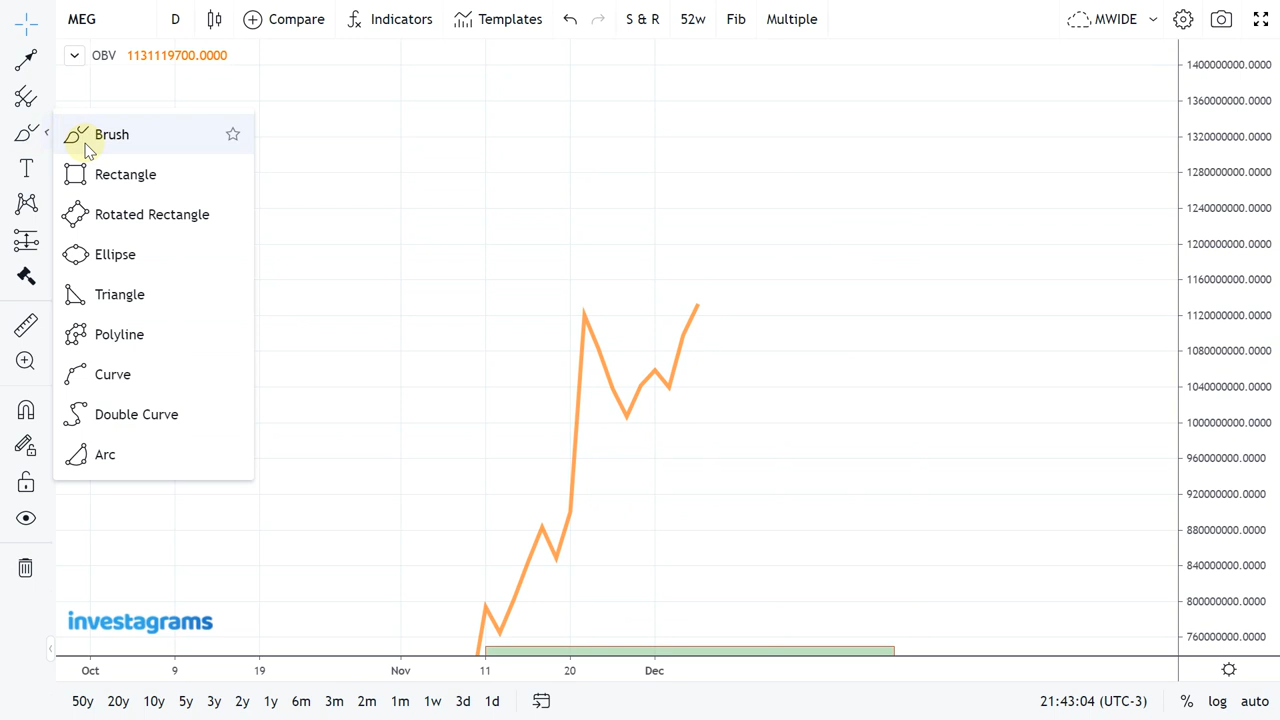 MEG D Compare Indicators Templates S & R 52w Fib Multiple MWIDE
OBV 1131119700.0000
Brush
Rectangle
Rotated Rectangle
Ellipse
Triangle
Polyline
Curve
Double Curve
Arc
1400000000.0000
1360000000.0000
1320000000.0000
1280000000.0000
1240000000.0000
1200000000.0000
1160000000.0000
1120000000.0000
1080000000.0000
1040000000.0000
1000000000.0000
960000000.0000
920000000.0000
880000000.0000
840000000.0000
800000000.0000
760000000.0000
investagrams
Oct 9 19 Nov 11 20 Dec
50y 20y 10y 5y 3y 2y 1y 6m 3m 2m 1m 1w 3d 1d 21:43:04 (UTC-3) % log auto